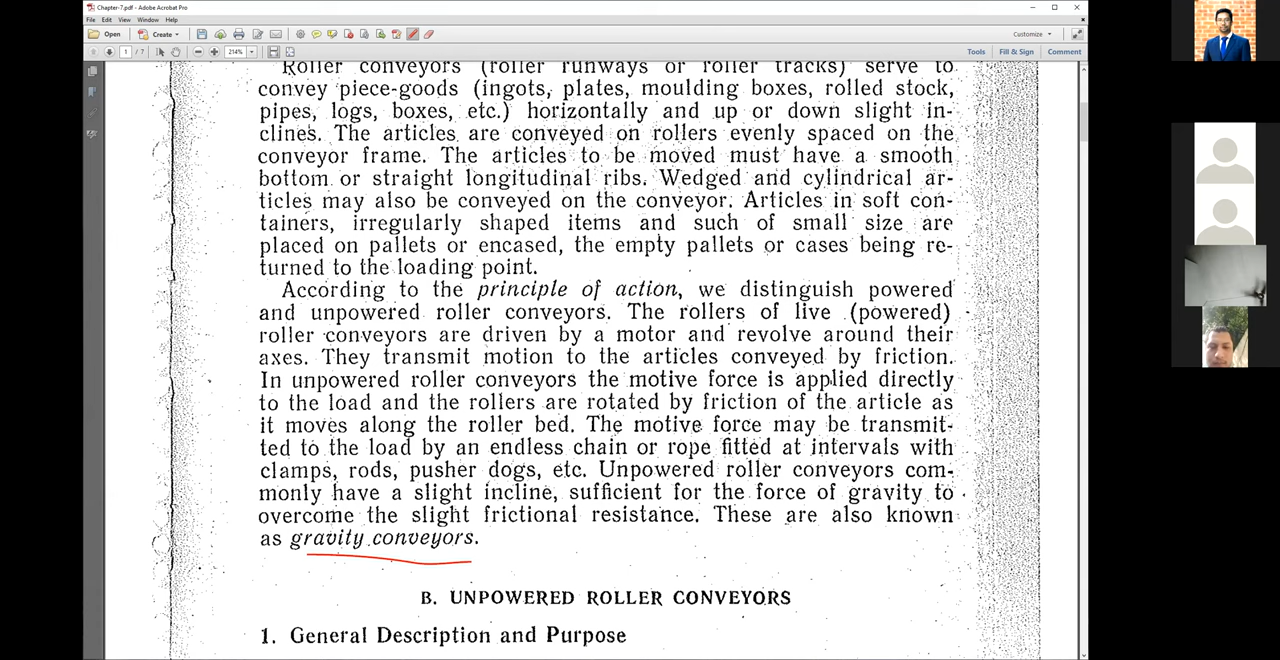 Chapter-7.pdf - Adobe Acrobat Pro
File Edit View Window Help
Open Create Customize
1 / 7 214% Tools Fill & Sign Comment
Roller conveyors (roller runways or roller tracks) serve to
convey piece-goods (ingots, plates, moulding boxes, rolled stock,
pipes, logs, boxes, etc.) horizontally and up or down slight in-
clines. The articles are conveyed on rollers evenly spaced on the
conveyor frame. The articles to be moved must have a smooth
bottom or straight longitudinal ribs. Wedged and cylindrical ar-
ticles may also be conveyed on the conveyor. Articles in soft con-
tainers, irregularly shaped items and such of small size are
placed on pallets or encased, the empty pallets or cases being re-
turned to the loading point.
According to the principle of action, we distinguish powered
and unpowered roller conveyors. The rollers of live (powered)
roller conveyors are driven by a motor and revolve around their
axes. They transmit motion to the articles conveyed by friction.
In unpowered roller conveyors the motive force is applied directly
to the load and the rollers are rotated by friction of the article as
it moves along the roller bed. The motive force may be transmit-
ted to the load by an endless chain or rope fitted at intervals with
clamps, rods, pusher dogs, etc. Unpowered roller conveyors com-
monly have a slight incline, sufficient for the force of gravity to
overcome the slight frictional resistance. These are also known
as gravity conveyors.
B. UNPOWERED ROLLER CONVEYORS
1. General Description and Purpose